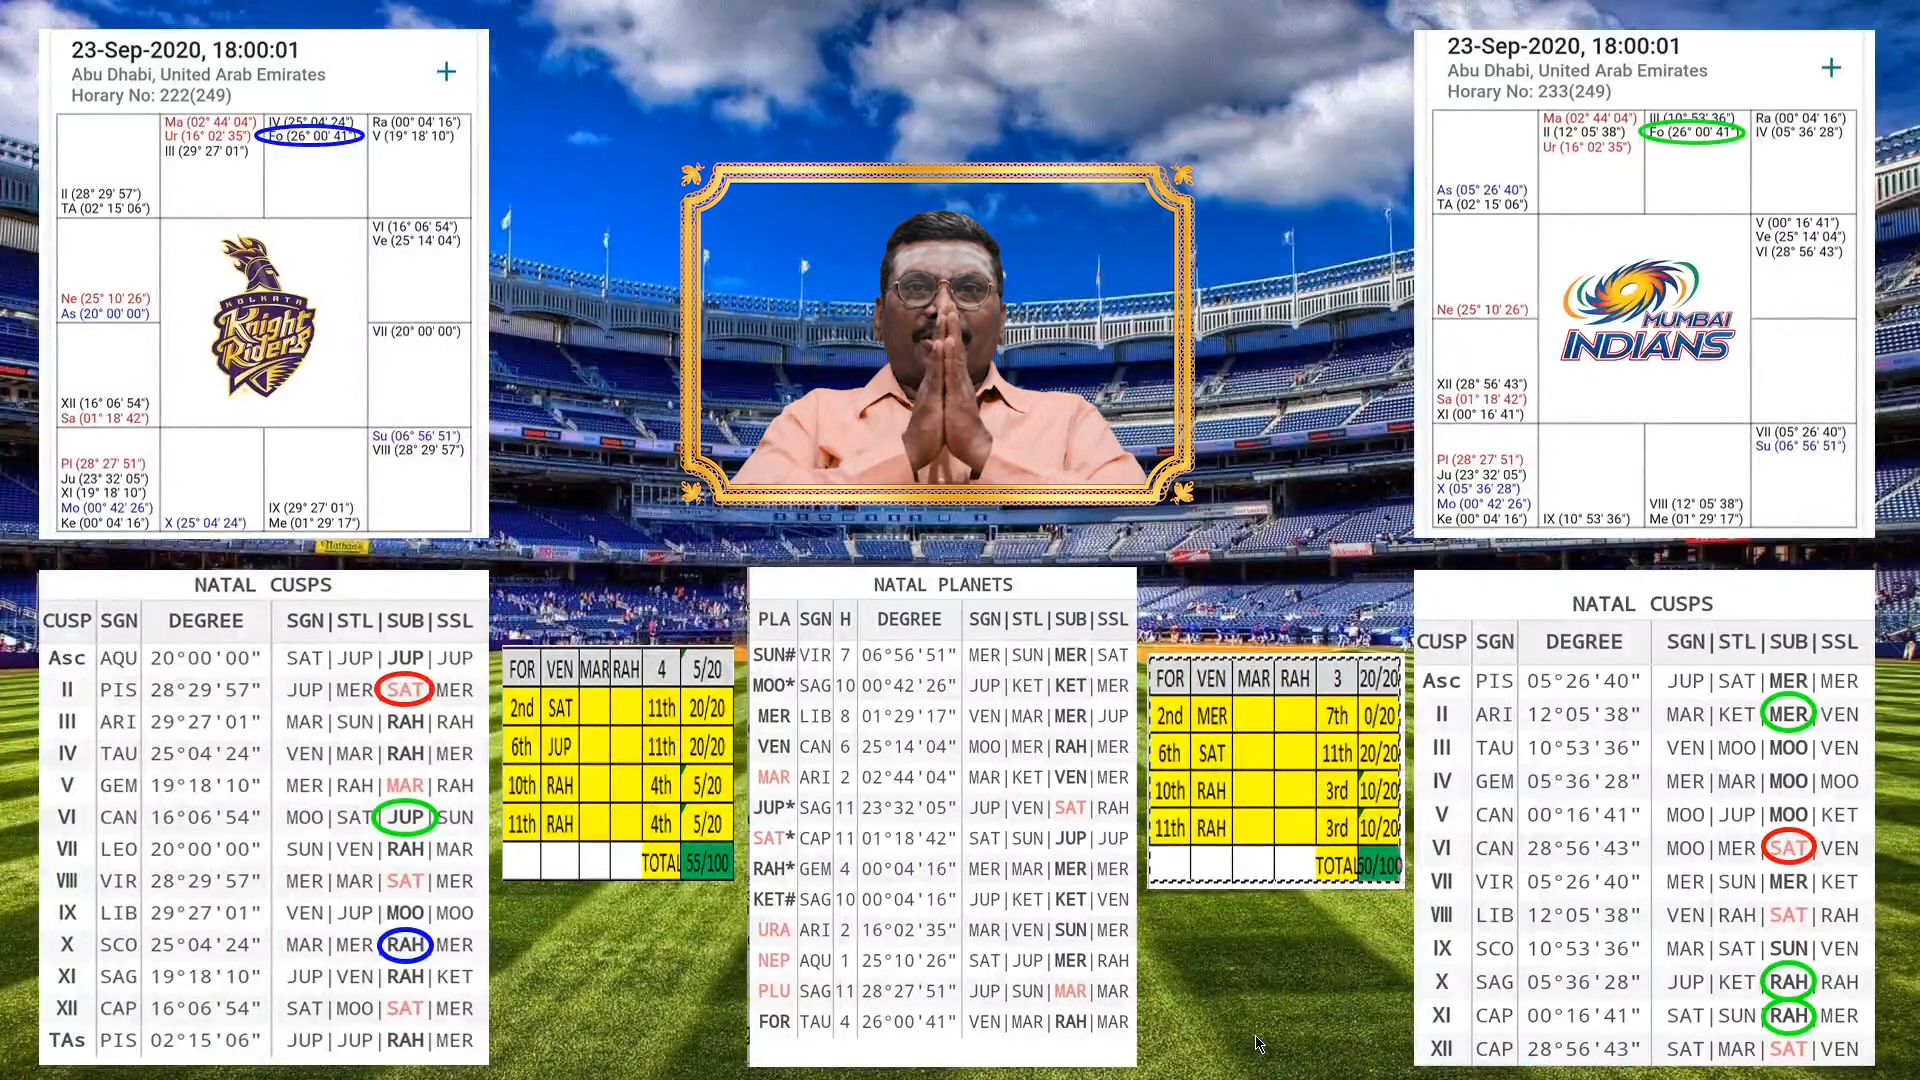 23-Sep-2020, 18:00:01
Abu Dhabi, United Arab Emirates
Horary No: 222(249)
+
Ma (02° 44' 04")
Ur (16° 02' 35")
III (29° 27' 01")
IV (25° 04' 24")
Fo (26° 00' 41")
Ra (00° 04' 16")
V (19° 18' 10")
II (28° 29' 57")
TA (02° 15' 06")
VI (16° 06' 54")
Ve (25° 14' 04")
Ne (25° 10' 26")
As (20° 00' 00")
KOLKATA
Knight
Riders
VII (20° 00' 00")
XII (16° 06' 54")
Sa (01° 18' 42")
Su (06° 56' 51")
VIII (28° 29' 57")
Pl (28° 27' 51")
Ju (23° 32' 05")
XI (19° 18' 10")
Mo (00° 42' 26")
Ke (00° 04' 16")
X (25° 04' 24")
IX (29° 27' 01")
Me (01° 29' 17")
23-Sep-2020, 18:00:01
Abu Dhabi, United Arab Emirates
Horary No: 233(249)
+
Ma (02° 44' 04")
II (12° 05' 38")
Ur (16° 02' 35")
III (10° 53' 36")
Fo (26° 00' 41")
Ra (00° 04' 16")
IV (05° 36' 28")
As (05° 26' 40")
TA (02° 15' 06")
V (00° 16' 41")
Ve (25° 14' 04")
VI (28° 56' 43")
Ne (25° 10' 26")
MUMBAI
INDIANS
XII (28° 56' 43")
Sa (01° 18' 42")
XI (00° 16' 41")
VII (05° 26' 40")
Su (06° 56' 51")
Pl (28° 27' 51")
Ju (23° 32' 05")
X (05° 36' 28")
Mo (00° 42' 26")
Ke (00° 04' 16")
IX (10° 53' 36")
VIII (12° 05' 38")
Me (01° 29' 17")
Nathan's
NATAL CUSPS
CUSP SGN DEGREE SGN|STL|SUB|SSL
Asc AQU 20°00'00" SAT|JUP|JUP|JUP
II PIS 28°29'57" JUP|MER|SAT|MER
III ARI 29°27'01" MAR|SUN|RAH|RAH
IV TAU 25°04'24" VEN|MAR|RAH|MER
V GEM 19°18'10" MER|RAH|MAR|RAH
VI CAN 16°06'54" MOO|SAT|JUP|SUN
VII LEO 20°00'00" SUN|VEN|RAH|MAR
VIII VIR 28°29'57" MER|MAR|SAT|MER
IX LIB 29°27'01" VEN|JUP|MOO|MOO
X SCO 25°04'24" MAR|MER|RAH|MER
XI SAG 19°18'10" JUP|VEN|RAH|KET
XII CAP 16°06'54" SAT|MOO|SAT|MER
TAs PIS 02°15'06" JUP|JUP|RAH|MER
FOR VEN MAR RAH 4 5/20
2nd SAT 11th 20/20
6th JUP 11th 20/20
10th RAH 4th 5/20
11th RAH 4th 5/20
TOTAL 55/100
NATAL PLANETS
PLA SGN H DEGREE SGN|STL|SUB|SSL
SUN# VIR 7 06°56'51" MER|SUN|MER|SAT
MOO* SAG 10 00°42'26" JUP|KET|KET|MER
MER LIB 8 01°29'17" VEN|MAR|MER|JUP
VEN CAN 6 25°14'04" MOO|MER|RAH|MER
MAR ARI 2 02°44'04" MAR|KET|VEN|MER
JUP* SAG 11 23°32'05" JUP|VEN|SAT|RAH
SAT* CAP 11 01°18'42" SAT|SUN|JUP|JUP
RAH* GEM 4 00°04'16" MER|MAR|SUN|MER
KET# SAG 10 00°04'16" JUP|KET|KET|VEN
URA ARI 2 16°02'35" MAR|VEN|SUN|MER
NEP AQU 1 25°10'26" SAT|JUP|MER|RAH
PLU SAG 11 28°27'51" JUP|SUN|MAR|MAR
FOR TAU 4 26°00'41" VEN|MAR|RAH|MAR
FOR VEN MAR RAH 3 20/20
2nd MER 7th 0/20
6th SAT 11th 20/20
10th RAH 3rd 10/20
11th RAH 3rd 10/20
TOTAL 60/100
NATAL CUSPS
CUSP SGN DEGREE SGN|STL|SUB|SSL
Asc PIS 05°26'40" JUP|SAT|MER|MER
II ARI 12°05'38" MAR|KET|MER|VEN
III TAU 10°53'36" VEN|MOO|MOO|VEN
IV GEM 05°36'28" MER|MAR|MOO|MOO
V CAN 00°16'41" MOO|JUP|MOO|KET
VI CAN 28°56'43" MOO|MER|SAT|VEN
VII VIR 05°26'40" MER|SUN|MER|KET
VIII LIB 12°05'38" VEN|RAH|SAT|RAH
IX SCO 10°53'36" MAR|SAT|SUN|VEN
X SAG 05°36'28" JUP|KET|RAH|RAH
XI CAP 00°16'41" SAT|SUN|RAH|MER
XII CAP 28°56'43" SAT|MAR|SAT|VEN